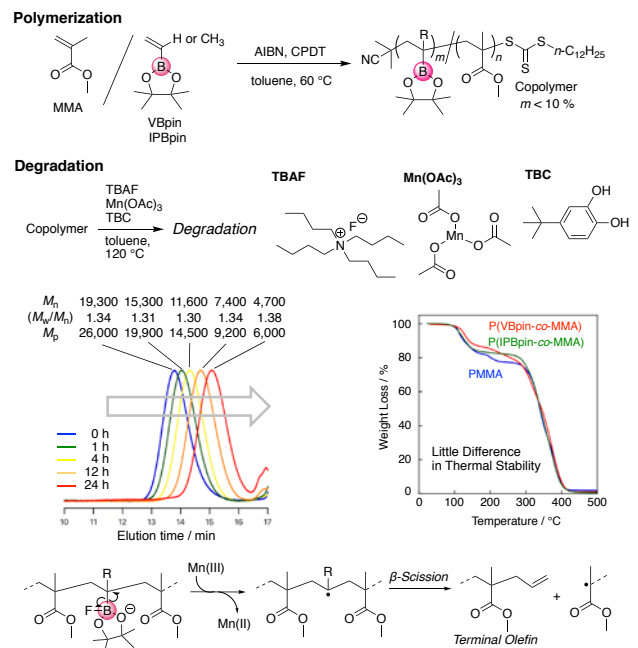 Polymerization
H or CH3
R
AIBN, CPDT
toluene, 60 °C
NC
m
n
S
S
S
n-C12H25
B
O
O
O
O
MMA
VBpin
IPBpin
B
O
O
O
O
Copolymer
m < 10 %
Degradation
Copolymer
TBAF
Mn(OAc)3
TBC
toluene,
120 °C
Degradation
TBAF
F ⊖
⊕
N
Mn(OAc)3
O
O
O
Mn
O
O
O
TBC
OH
OH
Mn 19,300 15,300 11,600 7,400 4,700
(Mw/Mn) 1.34 1.31 1.30 1.34 1.38
Mp 26,000 19,900 14,500 9,200 6,000
0 h
1 h
4 h
12 h
24 h
10 11 12 13 14 15 16 17
Elution time / min
Weight Loss / %
100
80
60
40
20
0
P(VBpin-co-MMA)
P(IPBpin-co-MMA)
PMMA
Little Difference
in Thermal Stability
0 100 200 300 400 500
Temperature / °C
R
F B O ⊖
O
O
O
O
O
Mn(III)
Mn(II)
R
O
O
O
O
β-Scission
O
O
Terminal Olefin
+
O
O